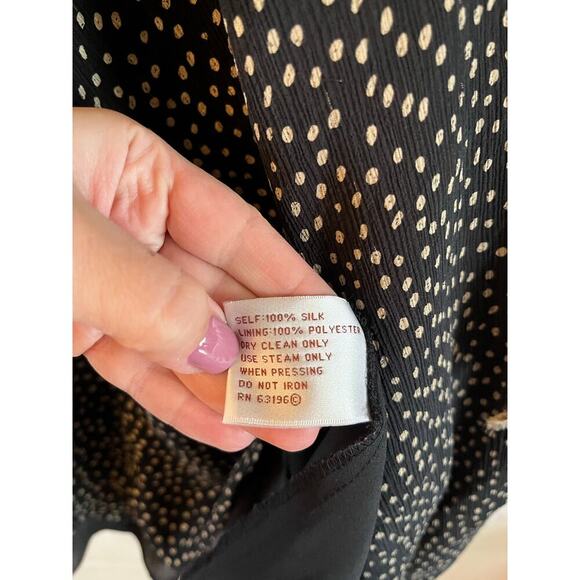 SELF:100% SILK
LINING:100% POLYESTER
DRY CLEAN ONLY
USE STEAM ONLY
WHEN PRESSING
DO NOT IRON
RN 63196©